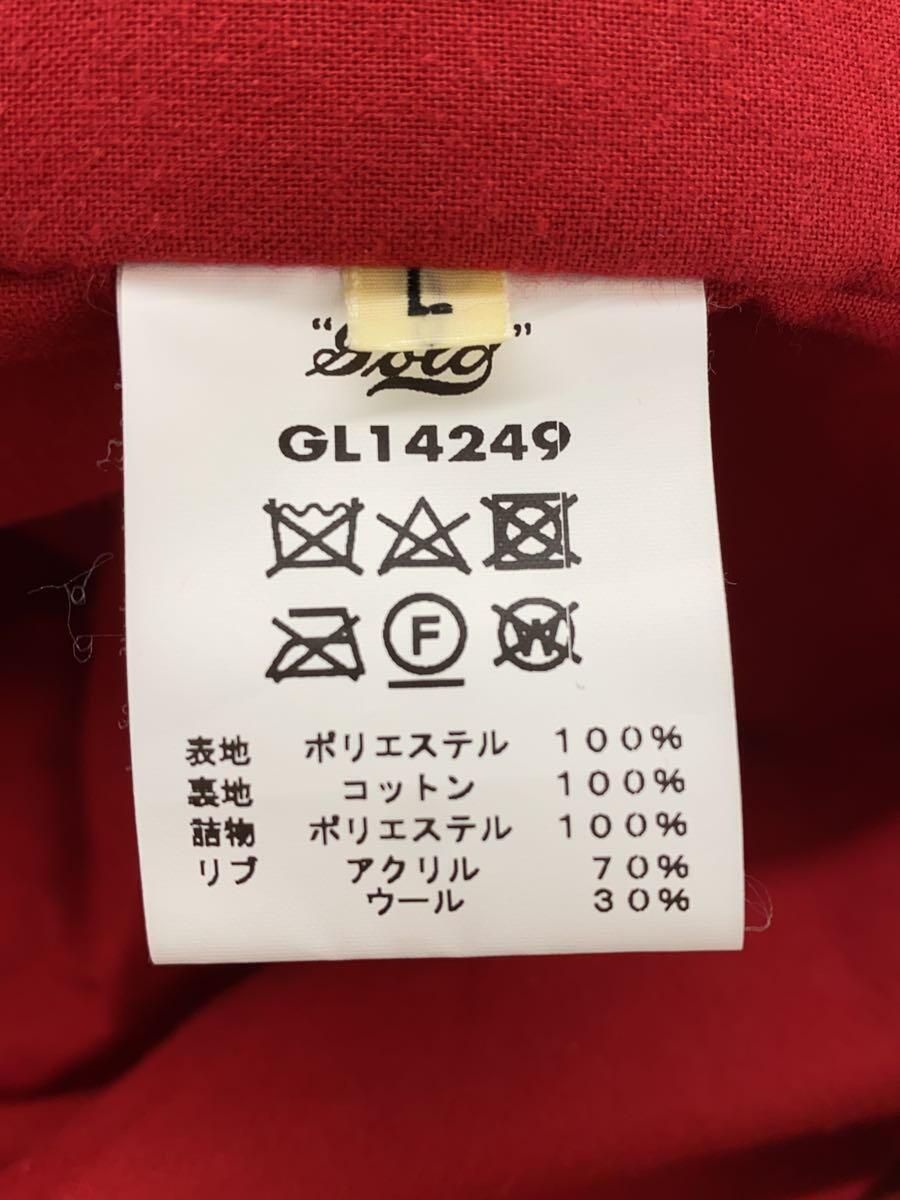 L
"Gold"
GL14249
F
W
表地 ポリエステル 100%
裏地 コットン 100%
詰物 ポリエステル 100%
リブ アクリル 70%
ウール 30%